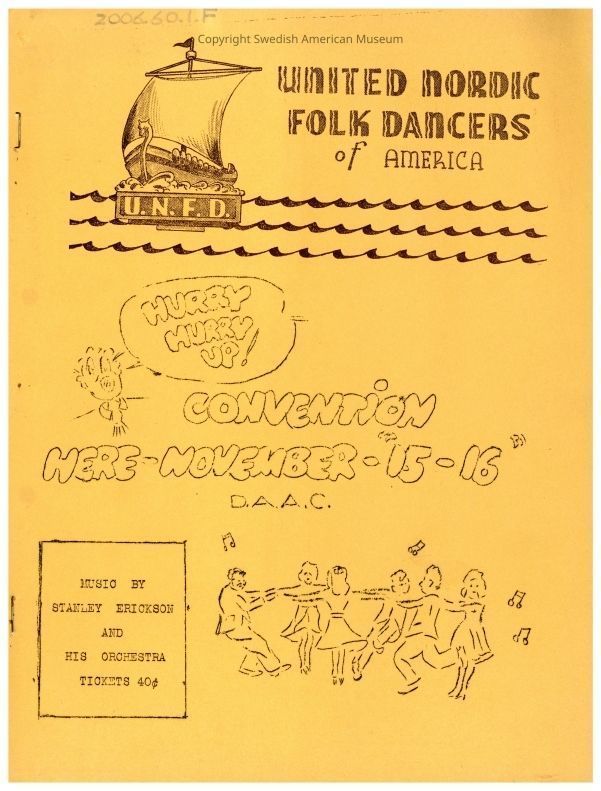 2006.60.1.F
Copyright Swedish American Museum
UNITED NORDIC
FOLK DANCERS
of AMERICA
U.N.F.D.
HURRY
HURRY
UP!
CONVENTION
HERE-NOVEMBER-"15-16"
D.A.A.C.
MUSIC BY
STANLEY ERICKSON
AND
HIS ORCHESTRA
TICKETS 40¢